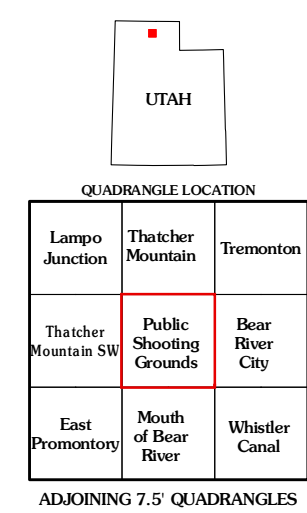 UTAH
QUADRANGLE LOCATION
Lampo
Junction
Thatcher
Mountain
Tremonton
Thatcher
Mountain SW
Public
Shooting
Grounds
Bear
River
City
East
Promontory
Mouth
of Bear
River
Whistler
Canal
ADJOINING 7.5' QUADRANGLES